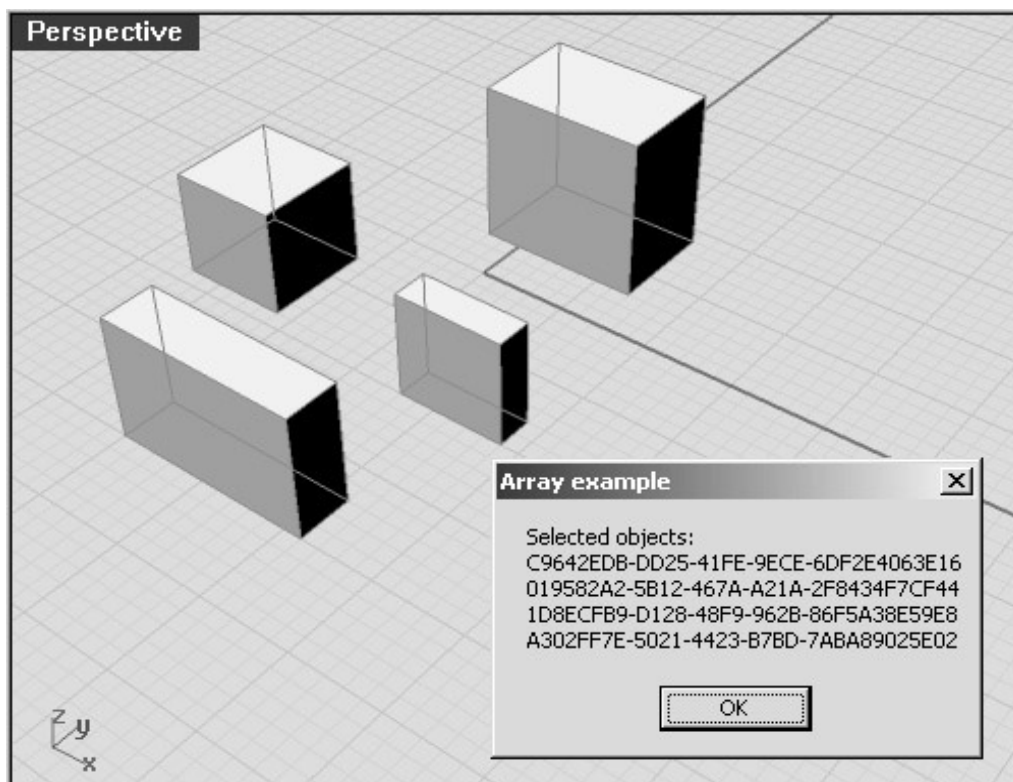 Perspective
Array example
Selected objects:
C9642EDB-DD25-41FE-9ECE-6DF2E4063E16
019582A2-5B12-467A-A21A-2F8434F7CF44
1D8ECFB9-D128-48F9-962B-86F5A38E59E8
A302FF7E-5021-4423-B7BD-7ABA89025E02
OK
z
y
x